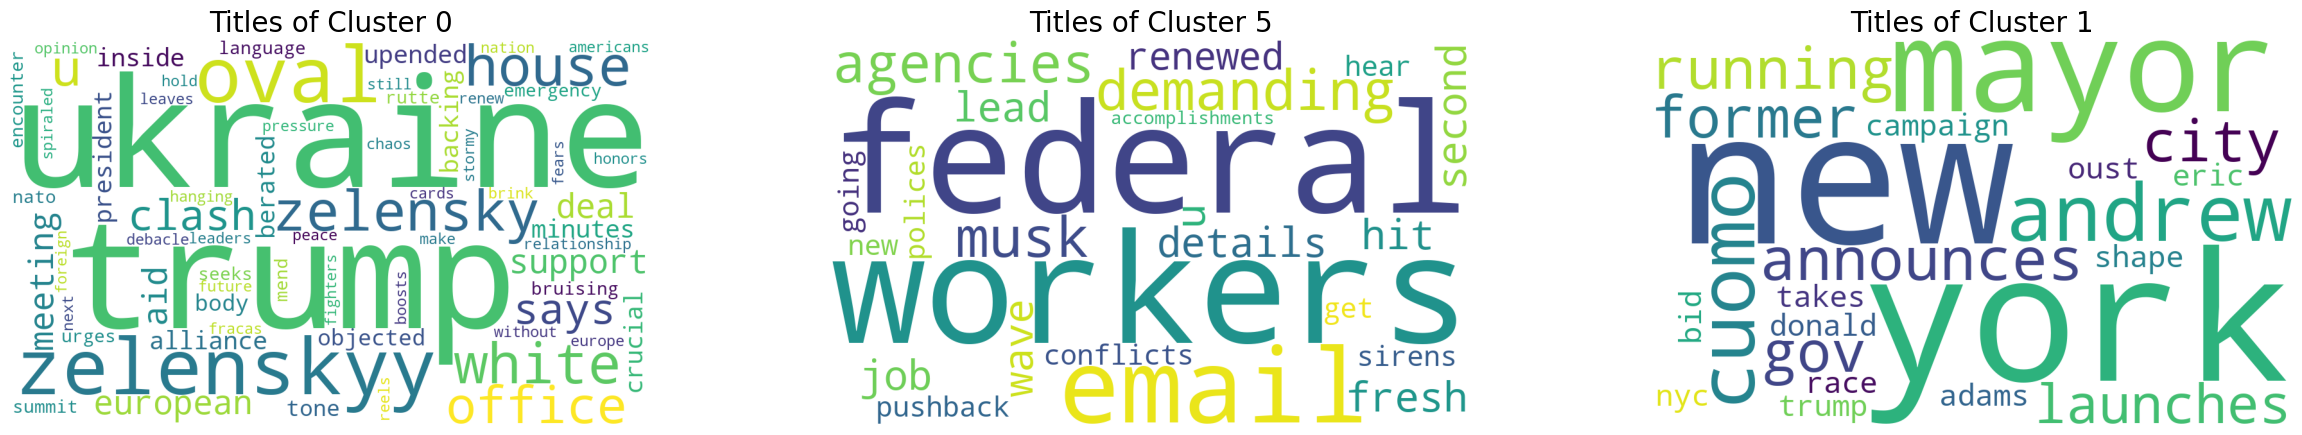 Titles of Cluster 0
opinion language nation americans
inside upended
u oval house
hold still
encounter spiraled leaves rutte backing renew emergency
ukraine
president pressure
berated chaos stormy fears honors
nato hanging cards brink
clash zelensky deal
meeting foreign debacle leaders peace make minutes
relationship
trump
aid seeks mend support
next future fighters boosts bruising
body says crucial
fracas
urges alliance objected without europe
zelenskyy white
european reels
summit tone office
Titles of Cluster 5
renewed
agencies hear second
lead demanding
accomplishments
federal
going polices
new musk u details hit
workers
wave get
conflicts sirens
job email
pushback fresh
Titles of Cluster 1
running mayor
former campaign
city
new oust eric
cuomo andrew
announces shape
bid takes
york
donald
gov
race
nyc trump adams launches